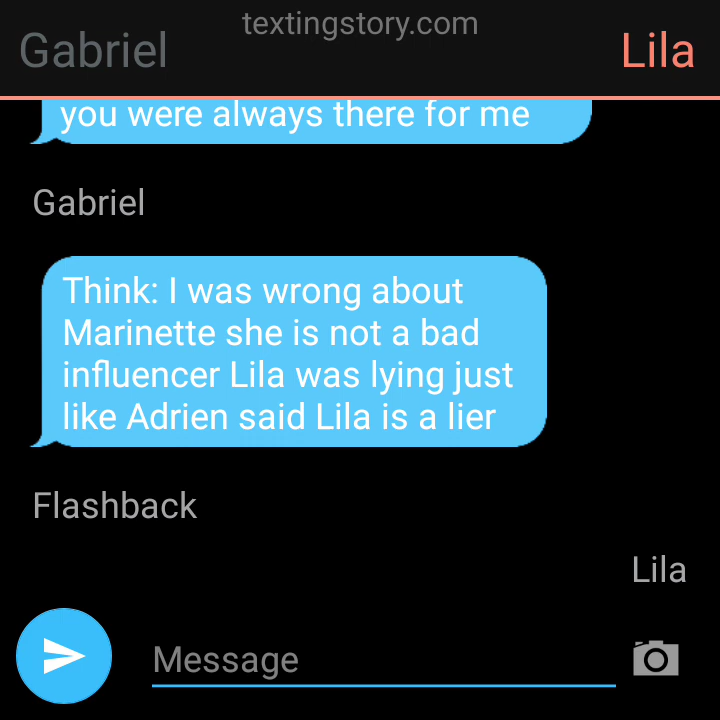 textingstory.com
Gabriel
Lila
you were always there for me
Gabriel
Think: I was wrong about
Marinette she is not a bad
influencer Lila was lying just
like Adrien said Lila is a lier
Flashback
Lila
Message